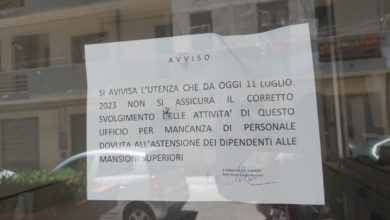 AVVISO
SI AVIVISA L'UTENZA CHE DA OGGI 11 LUGLIO
2023 NON SI ASSICURA IL CORRETTO
SVOLGIMENTO DELLE ATTIVITA' DI QUESTO
UFFICIO PER MANCANZA DI PERSONALE
DOVUTA ALL'ASTENSIONE DEI DIPENDENTI ALLE
MANSIONI SUPERIORI